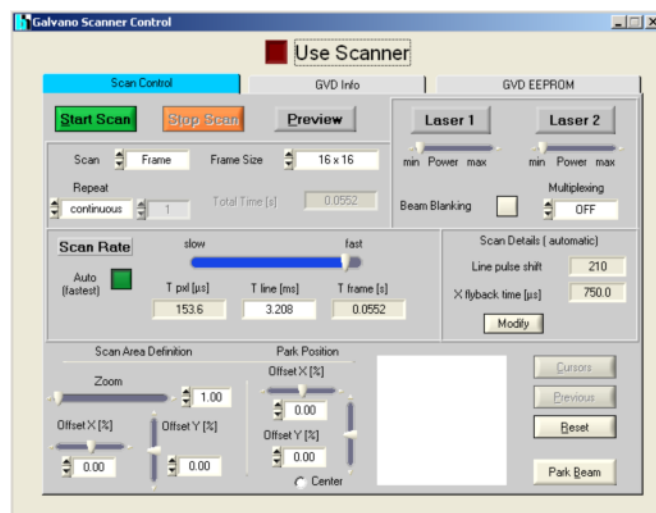 Galvano Scanner Control
Use Scanner
Scan Control
GVD Info
GVD EEPROM
Start Scan
Stop Scan
Preview
Laser 1
Laser 2
min Power max
min Power max
Scan
Frame
Frame Size
16 x 16
Repeat
continuous
1
Total Time [s]
0.0552
Beam Blanking
Multiplexing
OFF
Scan Rate
slow
fast
Auto
(fastest)
T pxl [µs]
T line [ms]
T frame [s]
153.6
3.208
0.0552
Scan Details ( automatic)
Line pulse shift
210
X flyback time [µs]
750.0
Modify
Scan Area Definition
Zoom
1.00
Offset X [%]
0.00
Offset Y [%]
0.00
Park Position
Offset X [%]
0.00
Offset Y [%]
0.00
Center
Cursors
Previous
Reset
Park Beam